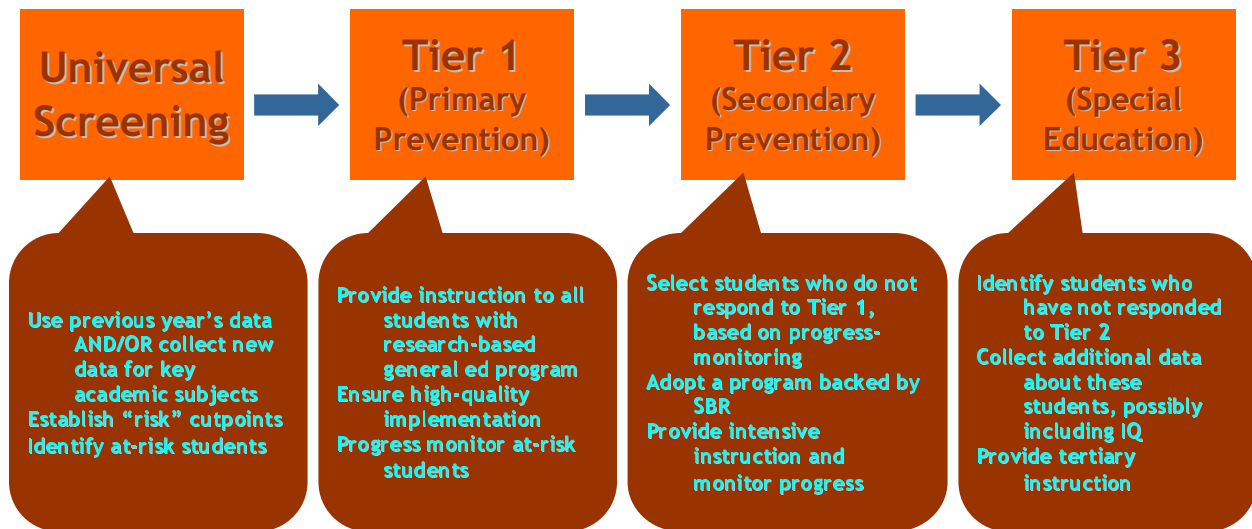 Universal
Screening
Tier 1
(Primary
Prevention)
Tier 2
(Secondary
Prevention)
Tier 3
(Special
Education)
Use previous year's data
AND/OR collect new
data for key
academic subjects
Establish “risk” cutpoints
Identify at-risk students
Provide instruction to all
students with
research-based
general ed program
Ensure high-quality
implementation
Progress monitor at-risk
students
Select students who do not
respond to Tier 1,
based on progress-
monitoring
Adopt a program backed by
SBR
Provide intensive
instruction and
monitor progress
Identify students who
have not responded
to Tier 2
Collect additional data
about these
students, possibly
including IQ
Provide tertiary
instruction